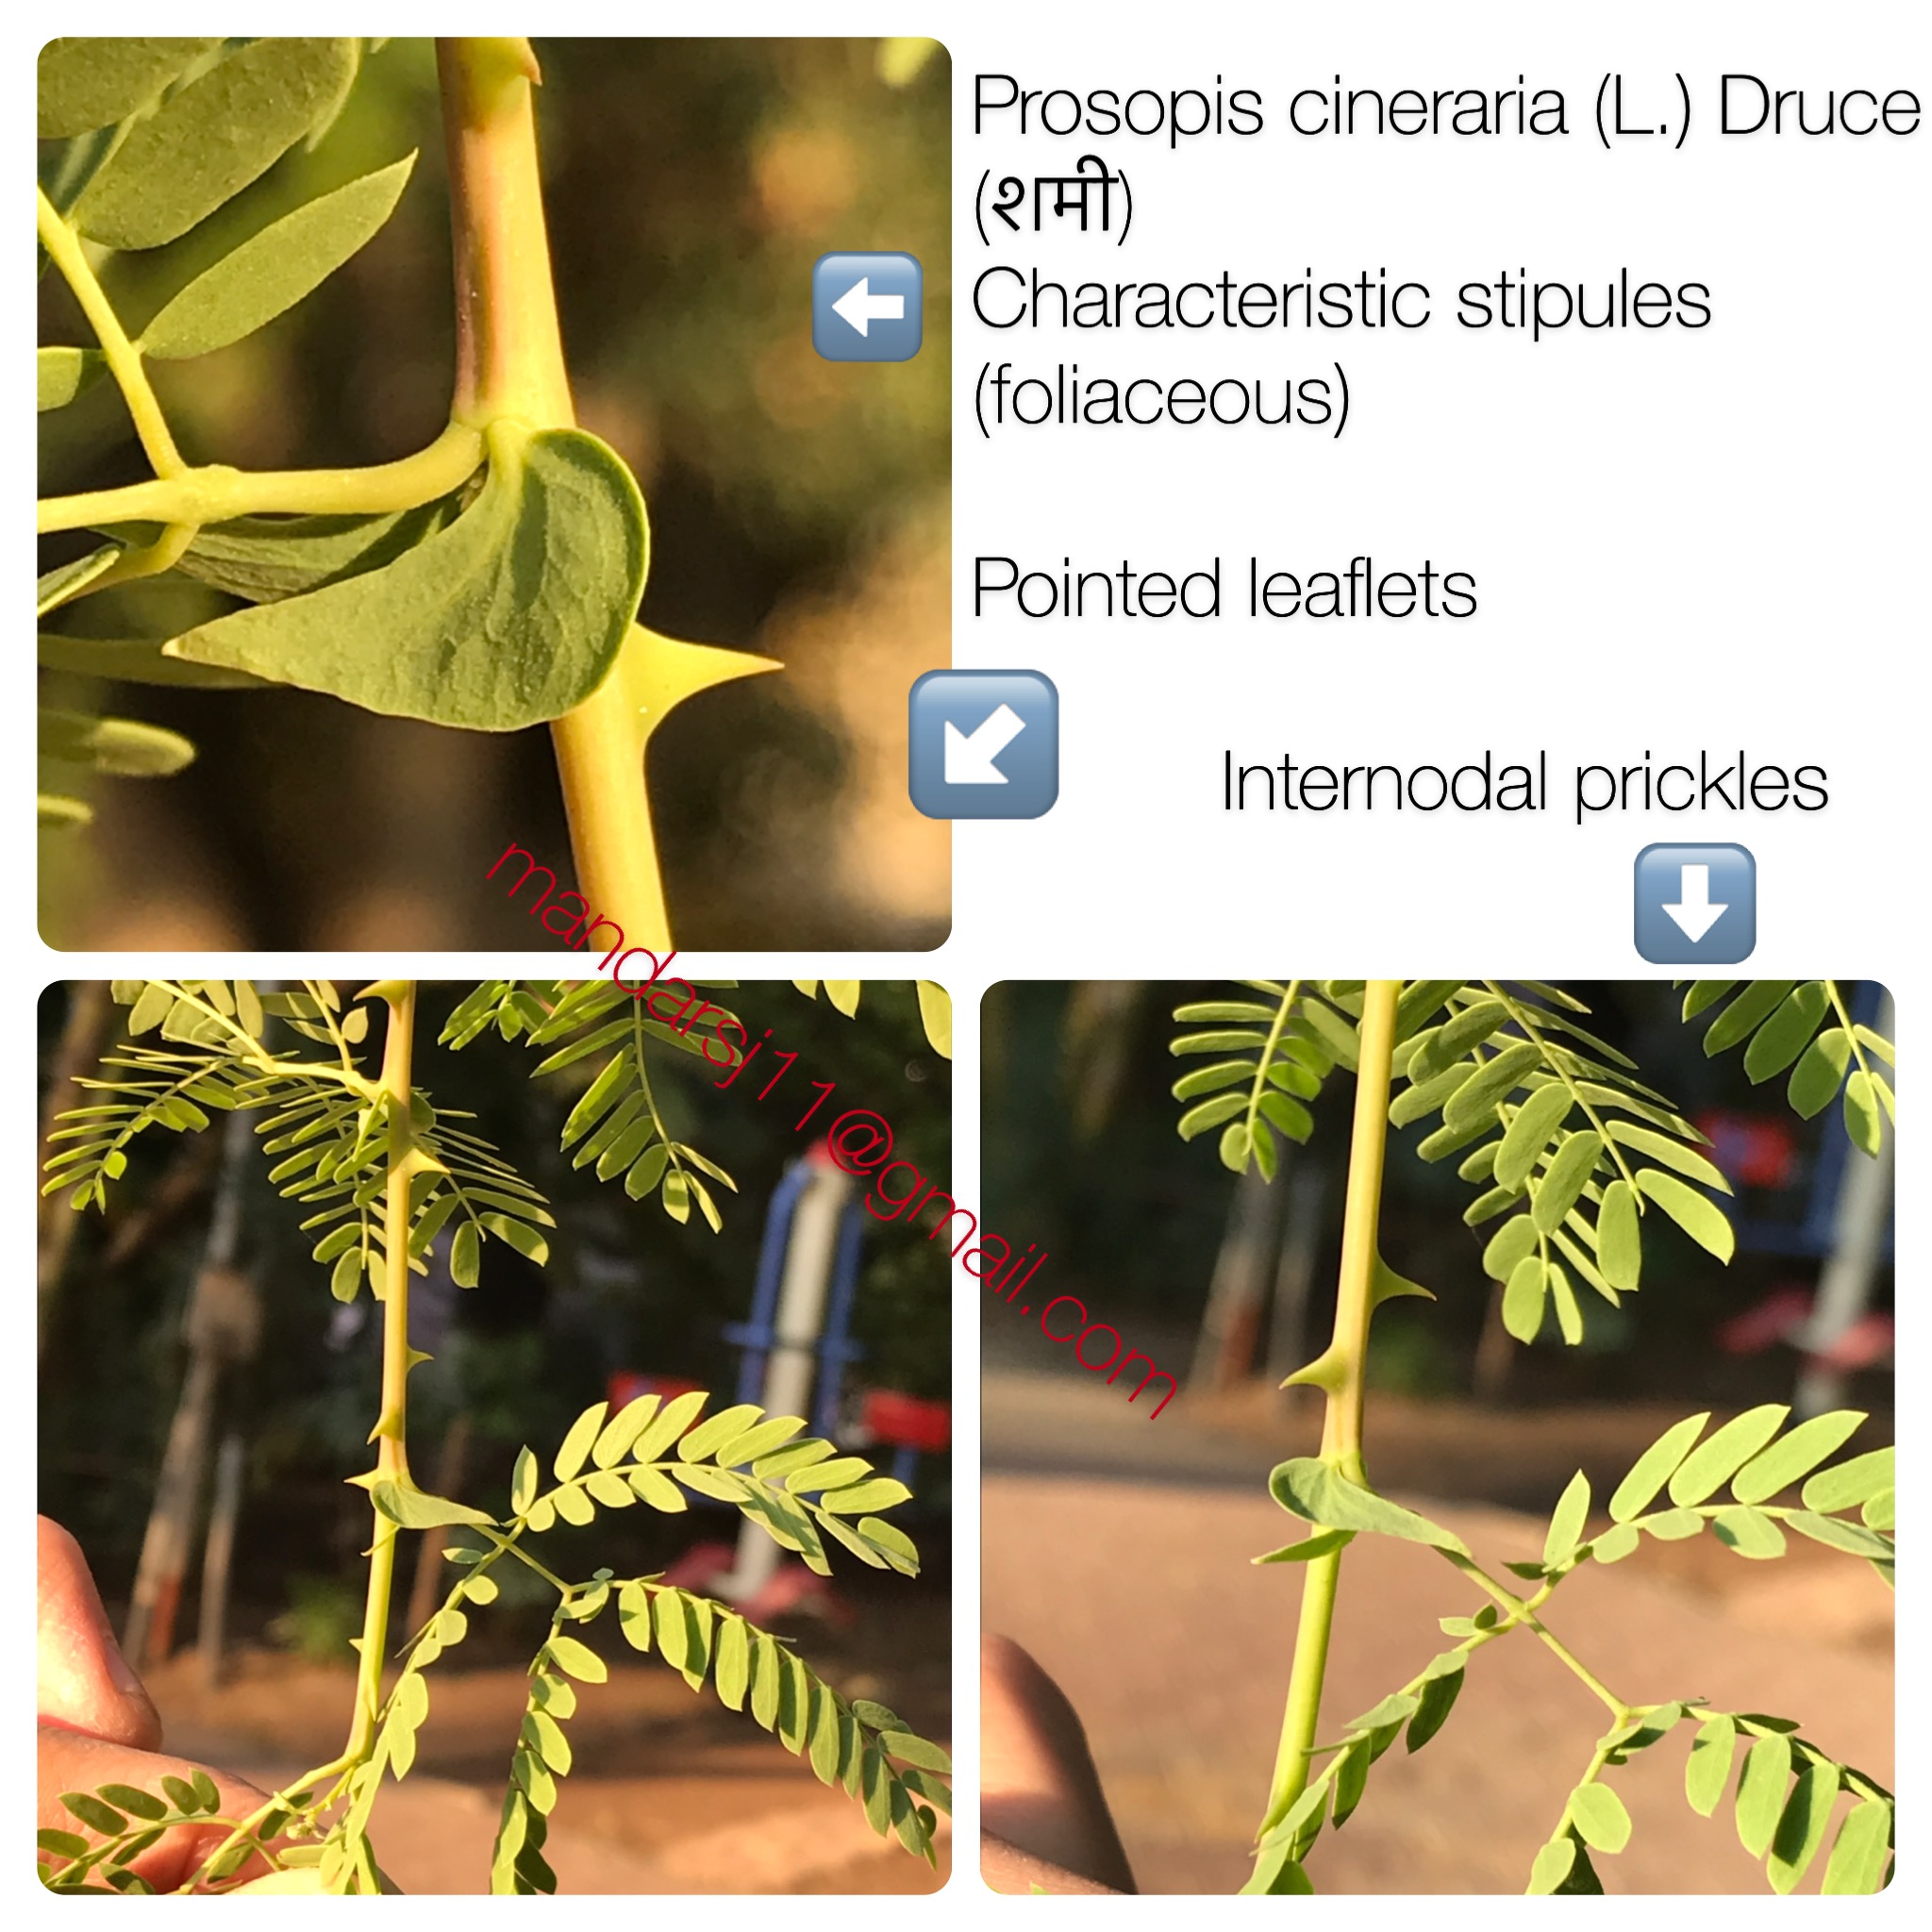 Prosopis cineraria (L.) Druce
(शमी)
Characteristic stipules
(foliaceous)
Pointed leaflets
Internodal prickles
mandarsj11@gmail.com